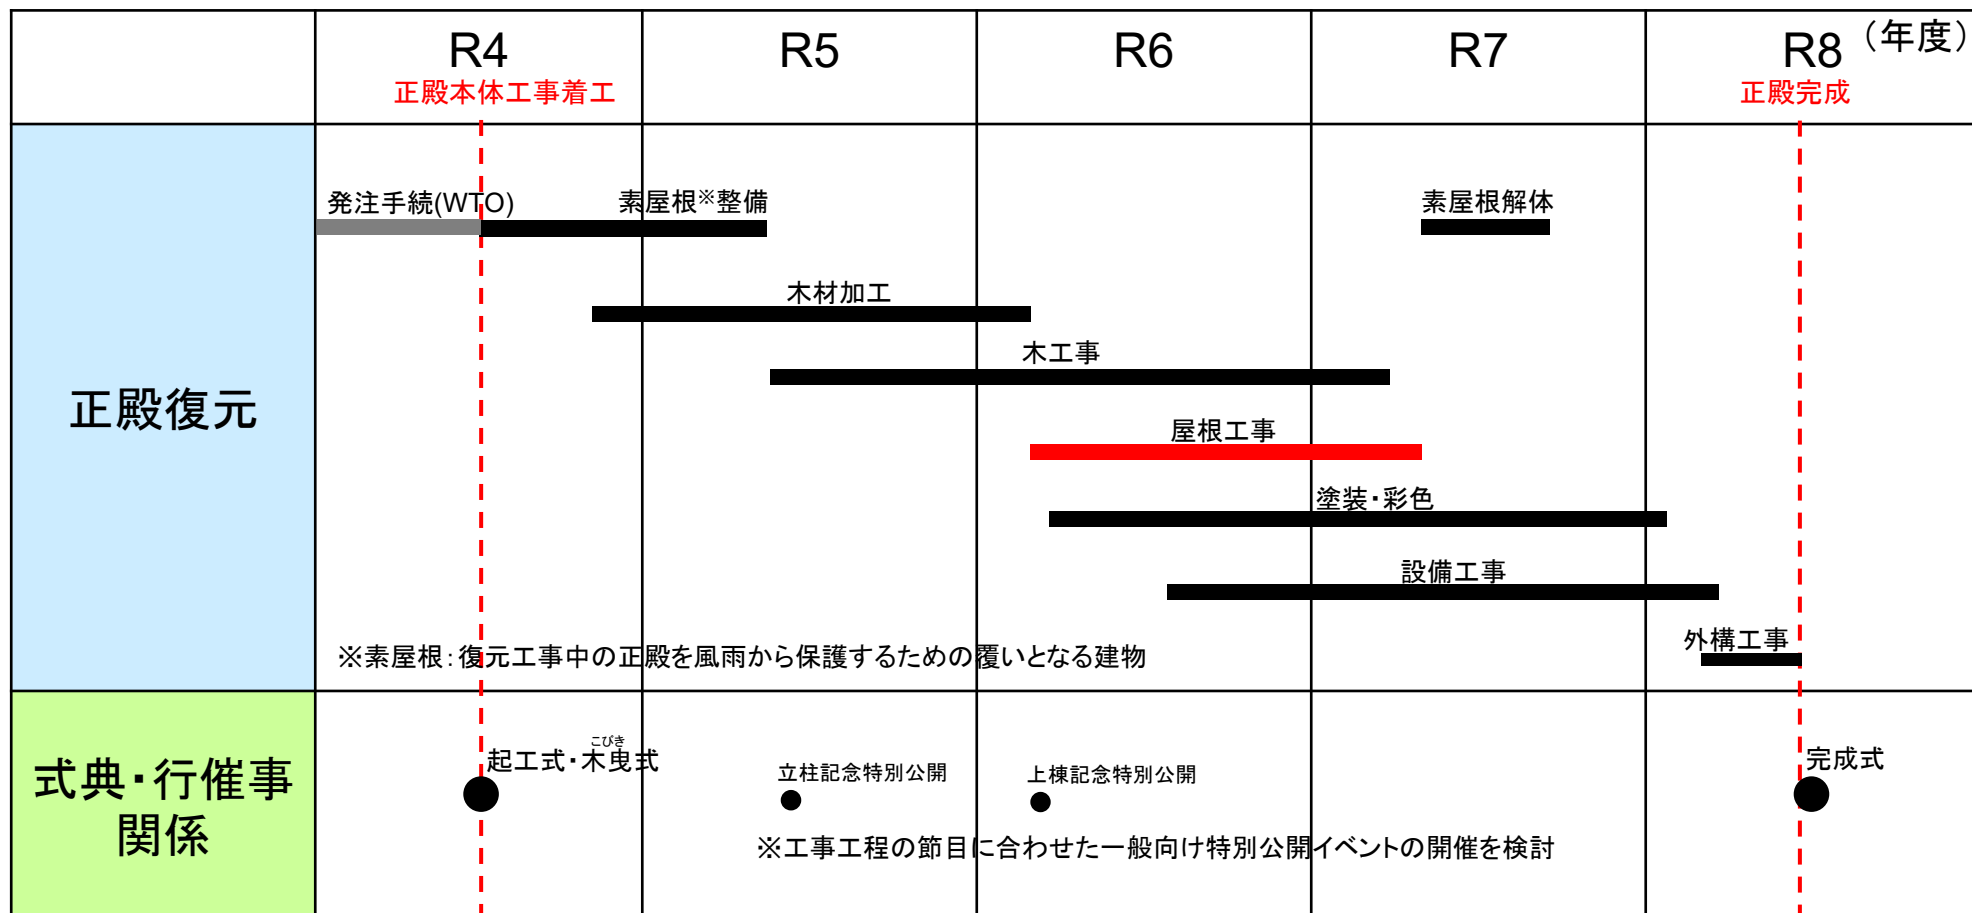 R4
R5
R6
R7
R8
（年度）
正殿本体工事着工
正殿完成
正殿復元
発注手続(WTO)
素屋根※整備
素屋根解体
木材加工
木工事
屋根工事
塗装・彩色
設備工事
外構工事
※素屋根：復元工事中の正殿を風雨から保護するための覆いとなる建物
式典・行催事
関係
こびき
起工式・木曳式
立柱記念特別公開
上棟記念特別公開
完成式
※工事工程の節目に合わせた一般向け特別公開イベントの開催を検討